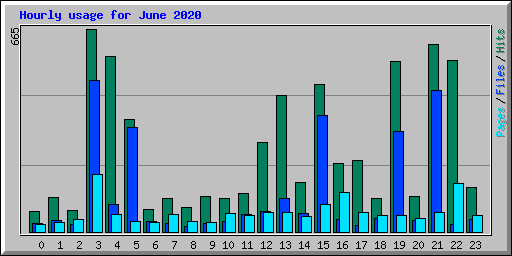 Hourly usage for June 2020
665
Pages / Files / Hits
0 1 2 3 4 5 6 7 8 9 10 11 12 13 14 15 16 17 18 19 20 21 22 23